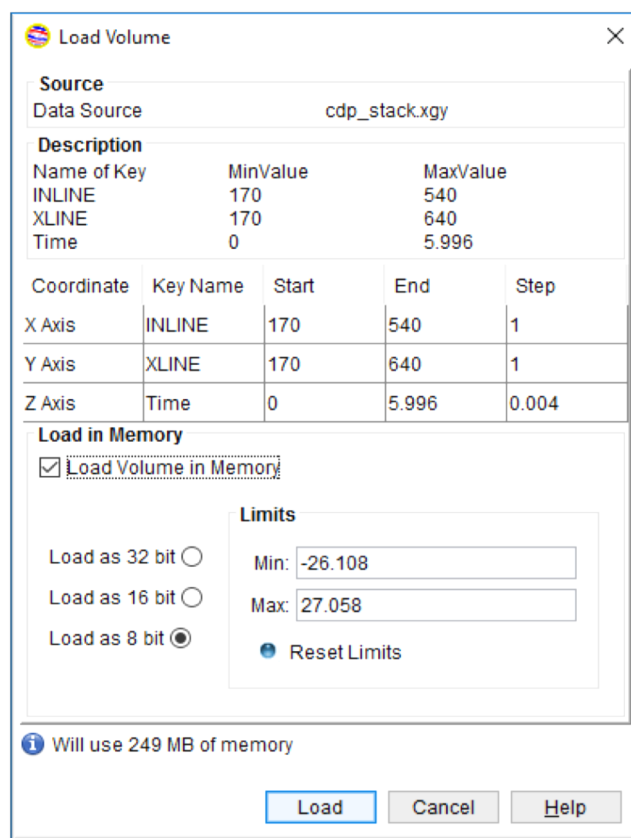 Load Volume
Source
Data Source cdp_stack.xgy
Description
Name of Key MinValue MaxValue
INLINE 170 540
XLINE 170 640
Time 0 5.996
Coordinate Key Name Start End Step
X Axis INLINE 170 540 1
Y Axis XLINE 170 640 1
Z Axis Time 0 5.996 0.004
Load in Memory
Load Volume in Memory
Limits
Load as 32 bit
Min: -26.108
Load as 16 bit
Max: 27.058
Load as 8 bit
Reset Limits
Will use 249 MB of memory
Load Cancel Help